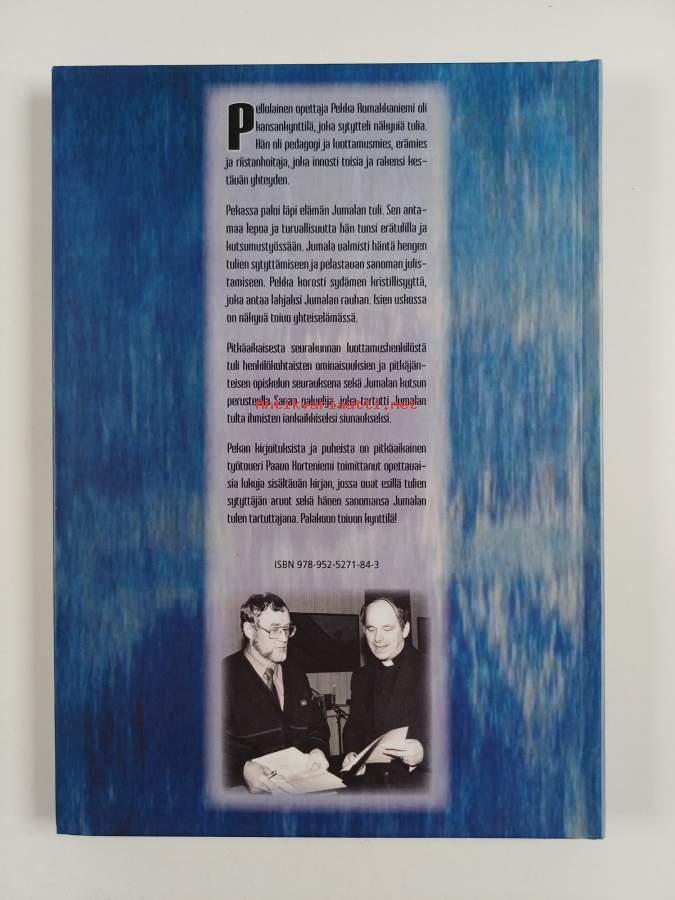 Pellolainen opettaja Pekka Rumakkaniemi oli
kansankynttilä, joka sytytteli näkyviä tulia.
Hän oli pedagogi ja luottamusmies, erämies
ja riistanhoitaja, joka innosti toisia ja rakensi kes-
tävän yhteyden.
Pekassa paloi läpi elämän Jumalan tuli. Sen anta-
maa lepoa ja turvallisuutta hän tunsi erätulilla ja
kutsumustyössään. Jumala valmisti häntä hengen
tulien sytyttämiseen ja pelastavan sanoman julis-
tamiseen. Pekka korosti sydämen kristillisyyttä,
joka antaa lahjaksi Jumalan rauhan. Isien uskossa
on näkyvä toivo yhteiselämässä.
Pitkäaikaisesta seurakunnan luottamushenkilöstä
tuli henkilökohtaisten ominaisuuksien ja pitkäjän-
teisen opiskelun seurauksena sekä Jumalan kutsun
perusteella Sanan palvelija, joka tartutti Jumalan
Antikvariaatti.net
tulta ihmisten iankaikkiseksi siunaukseksi.
Pekan kirjoituksista ja puheista on pitkäaikainen
työtoveri Paavo Korteniemi toimittanut opettavai-
sia lukuja sisältävän kirjan, jossa ovat esillä tulien
sytyttäjän arvot sekä hänen sanomansa Jumalan
tulen tartuttajana. Palakoon toivon kynttilä!
ISBN 978-952-5271-84-3